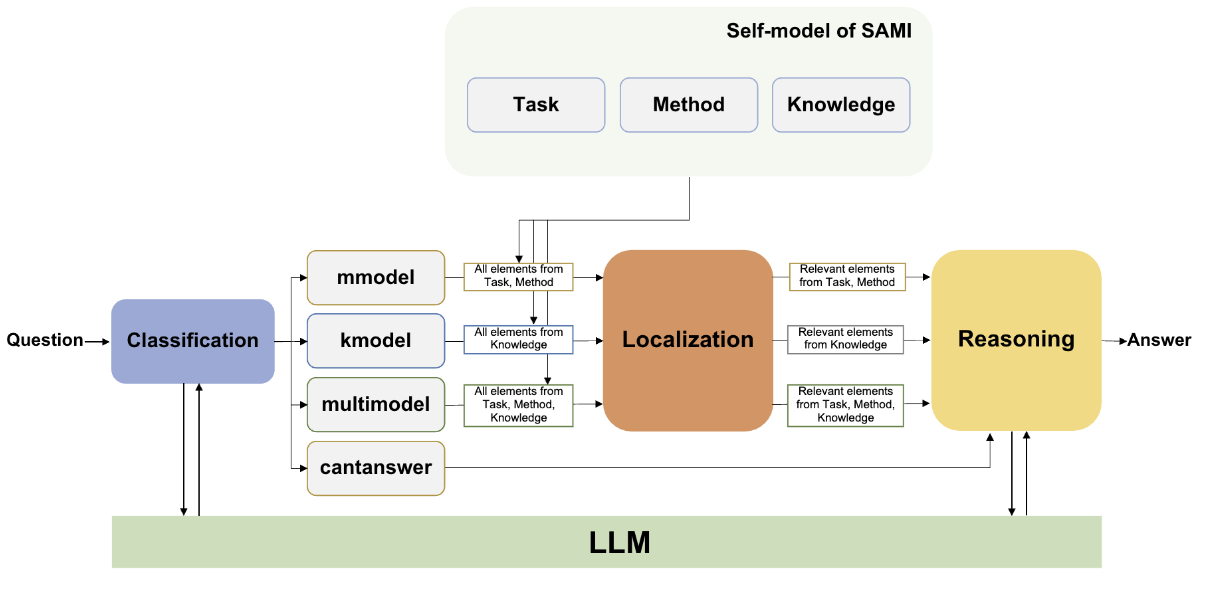 Self-model of SAMI
Task
Method
Knowledge
mmodel
All elements from
Task, Method
Relevant elements
from Task, Method
Question
Classification
kmodel
All elements from
Knowledge
Localization
Relevant elements
from Knowledge
Reasoning
Answer
multimodel
All elements from
Task, Method,
Knowledge
Relevant elements
from Task, Method,
Knowledge
cantanswer
LLM